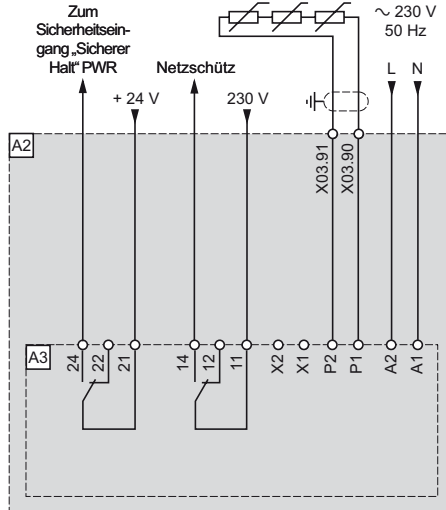 Zum
Sicherheitsein-
gang „Sicherer
Halt“ PWR
Netzschütz
+ 24 V
230 V
~ 230 V
50 Hz
L N
A2
X03.91
X03.90
A3
24
22
21
14
12
11
X2
X1
P2
P1
A2
A1